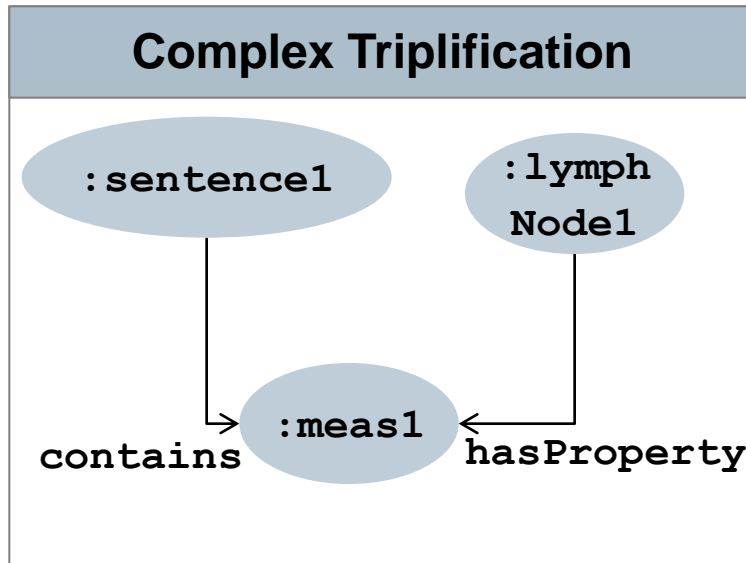 Complex Triplification
:sentence1
:lymph
Node1
:meas1
contains
hasProperty